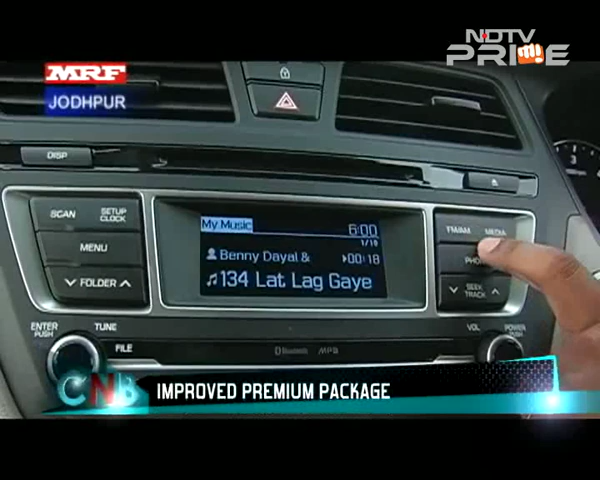 NDTV
PRIME
MRF
JODHPUR
DISP
SCAN
SETUP
CLOCK
MENU
FOLDER
ENTER
PUSH
TUNE
FILE
My Music
6:00
1/10
Benny Dayal &
00:18
134 Lat Lag Gaye
FM/AM
MEDIA
SEEK
TRACK
VOL
POWER
PUSH
Bluetooth MP3
CNB
IMPROVED PREMIUM PACKAGE